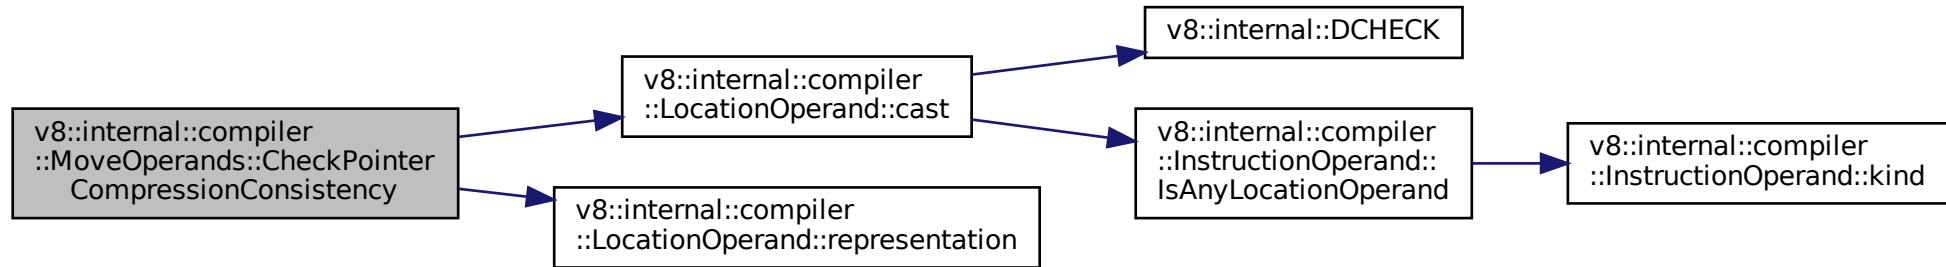 v8::internal::compiler
::MoveOperands::CheckPointer
CompressionConsistency
v8::internal::compiler
::LocationOperand::cast
v8::internal::compiler
::LocationOperand::representation
v8::internal::DCHECK
v8::internal::compiler
::InstructionOperand::
IsAnyLocationOperand
v8::internal::compiler
::InstructionOperand::kind